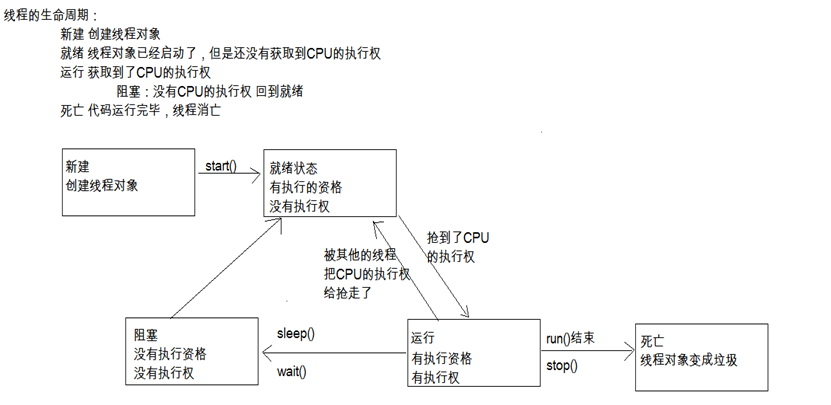 线程的生命周期：
新建 创建线程对象
就绪 线程对象已经启动了，但是还没有获取到CPU的执行权
运行 获取到了CPU的执行权
阻塞：没有CPU的执行权 回到就绪
死亡 代码运行完毕，线程消亡
新建
创建线程对象
start()
就绪状态
有执行的资格
没有执行权
抢到了CPU
的执行权
被其他的线程
把CPU的执行权
给抢走了
阻塞
没有执行资格
没有执行权
sleep()
wait()
运行
有执行资格
有执行权
run()结束
stop()
死亡
线程对象变成垃圾